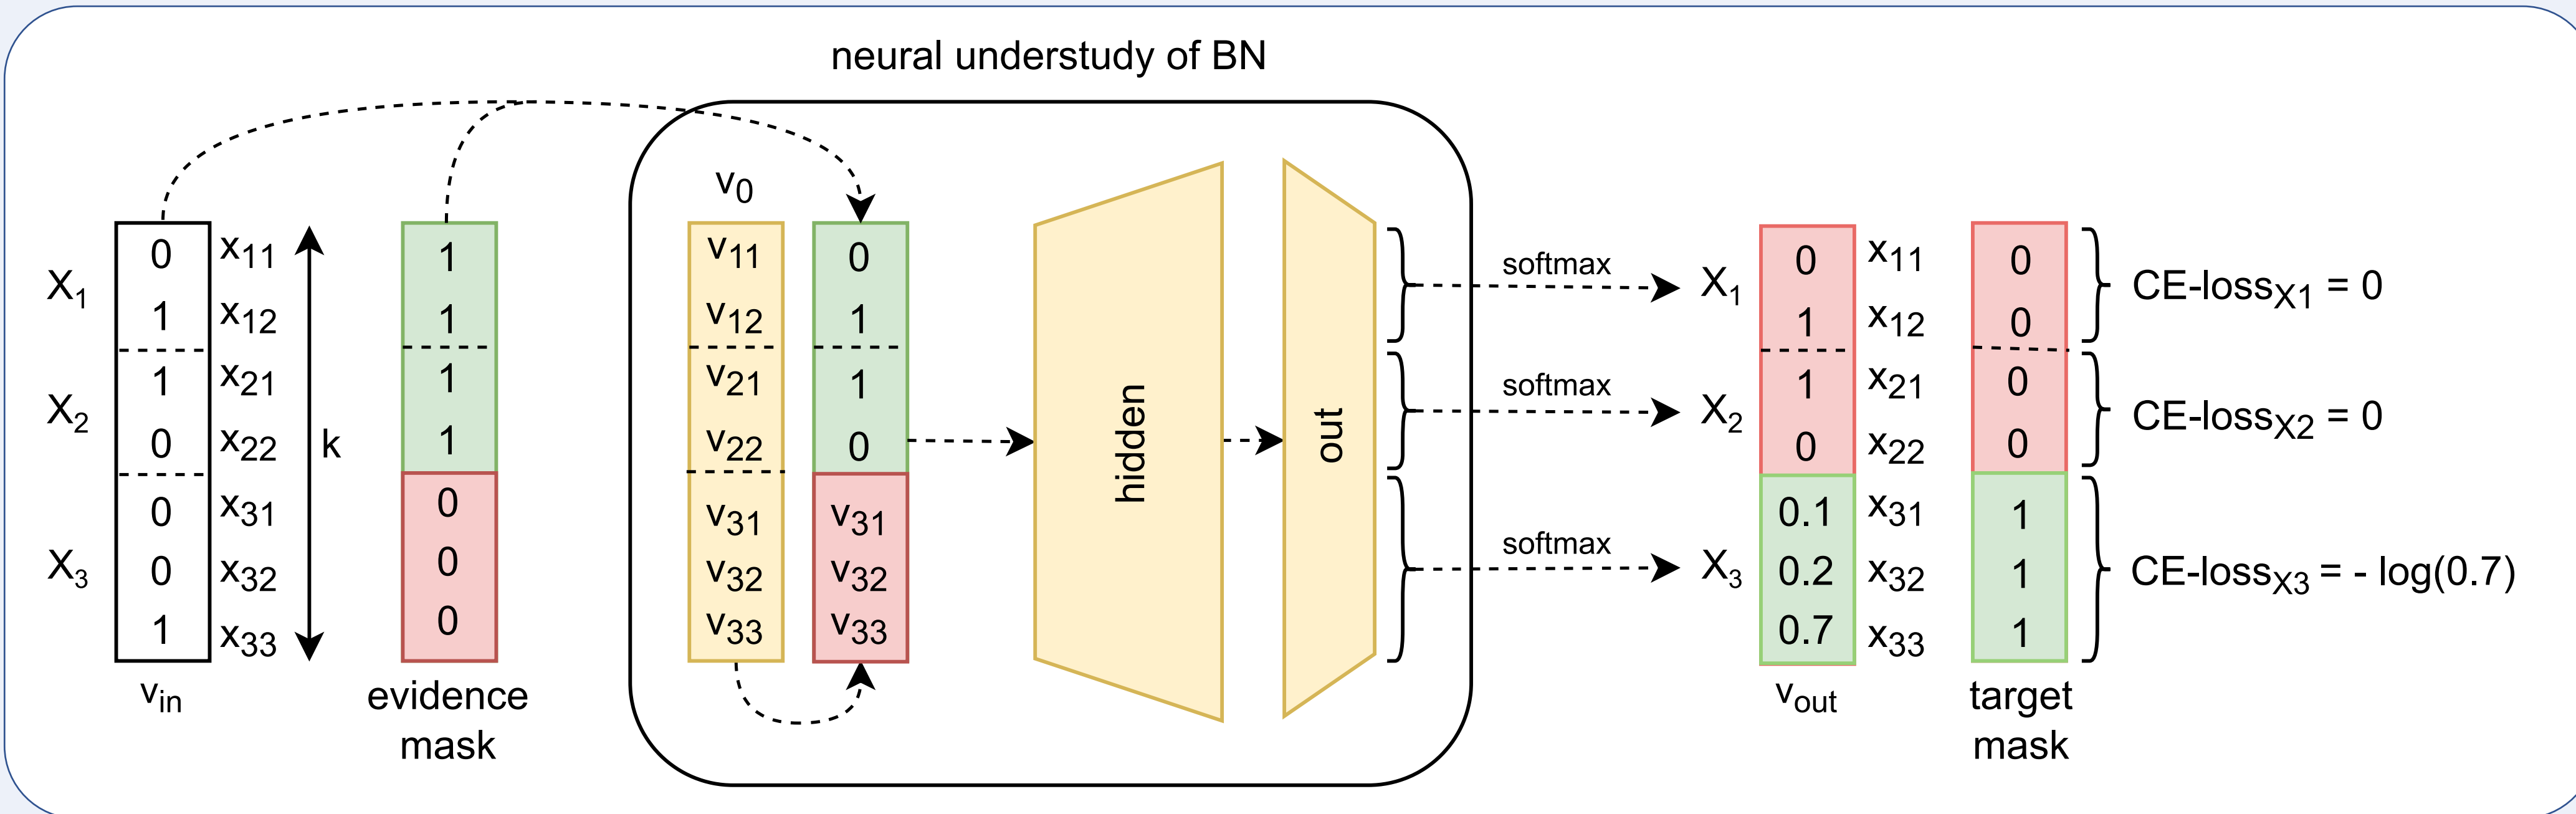 neural understudy of BN
X1
X2
X3
0
1
1
0
0
0
1
x11
x12
x21
x22
x31
x32
x33
k
vin
1
1
1
1
0
0
0
evidence
mask
v0
v11
v12
v21
v22
v31
v32
v33
0
1
1
0
v31
v32
v33
hidden
out
softmax
softmax
softmax
X1
X2
X3
0
1
1
0
0.1
0.2
0.7
x11
x12
x21
x22
x31
x32
x33
vout
0
0
0
0
1
1
1
target
mask
CE-lossX1 = 0
CE-lossX2 = 0
CE-lossX3 = - log(0.7)